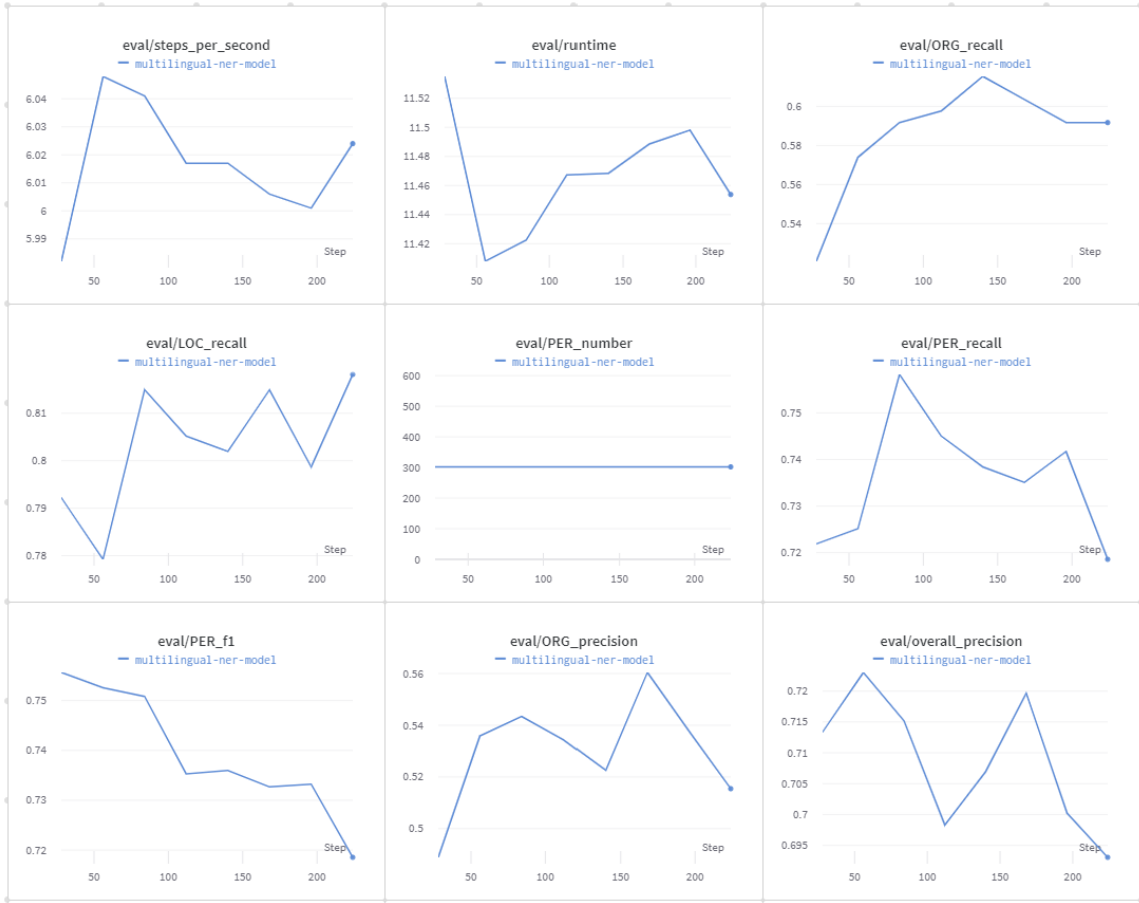 eval/steps_per_second
multilingual-ner-model
6.04
6.03
6.02
6.01
6
5.99
Step
50 100 150 200
eval/runtime
multilingual-ner-model
11.52
11.5
11.48
11.46
11.44
11.42
Step
50 100 150 200
eval/ORG_recall
multilingual-ner-model
0.6
0.58
0.56
0.54
Step
50 100 150 200
eval/LOC_recall
multilingual-ner-model
0.81
0.8
0.79
0.78
Step
50 100 150 200
eval/PER_number
multilingual-ner-model
600
500
400
300
200
100
0
Step
50 100 150 200
eval/PER_recall
multilingual-ner-model
0.75
0.74
0.73
0.72
Step
50 100 150 200
eval/PER_f1
multilingual-ner-model
0.75
0.74
0.73
0.72
Step
50 100 150 200
eval/ORG_precision
multilingual-ner-model
0.56
0.54
0.52
0.5
Step
50 100 150 200
eval/overall_precision
multilingual-ner-model
0.72
0.715
0.71
0.705
0.7
0.695
Step
50 100 150 200